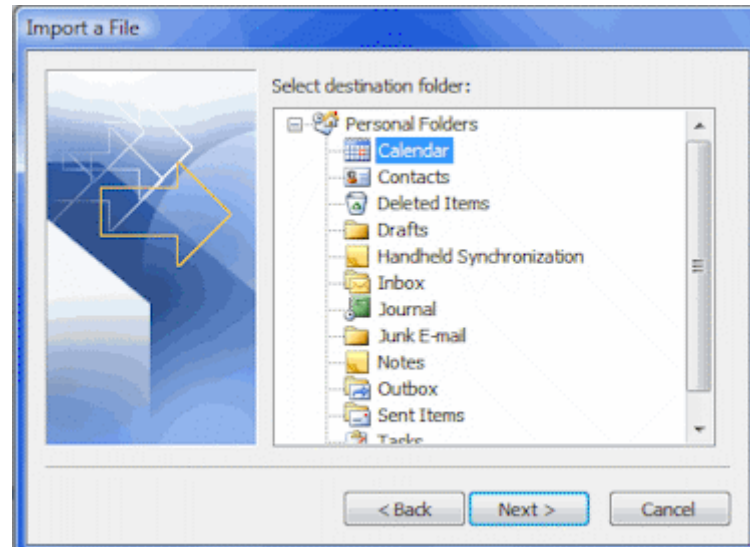 Import a File
Select destination folder:
Personal Folders
Calendar
Contacts
Deleted Items
Drafts
Handheld Synchronization
Inbox
Journal
Junk E-mail
Notes
Outbox
Sent Items
Tasks
< Back Next > Cancel